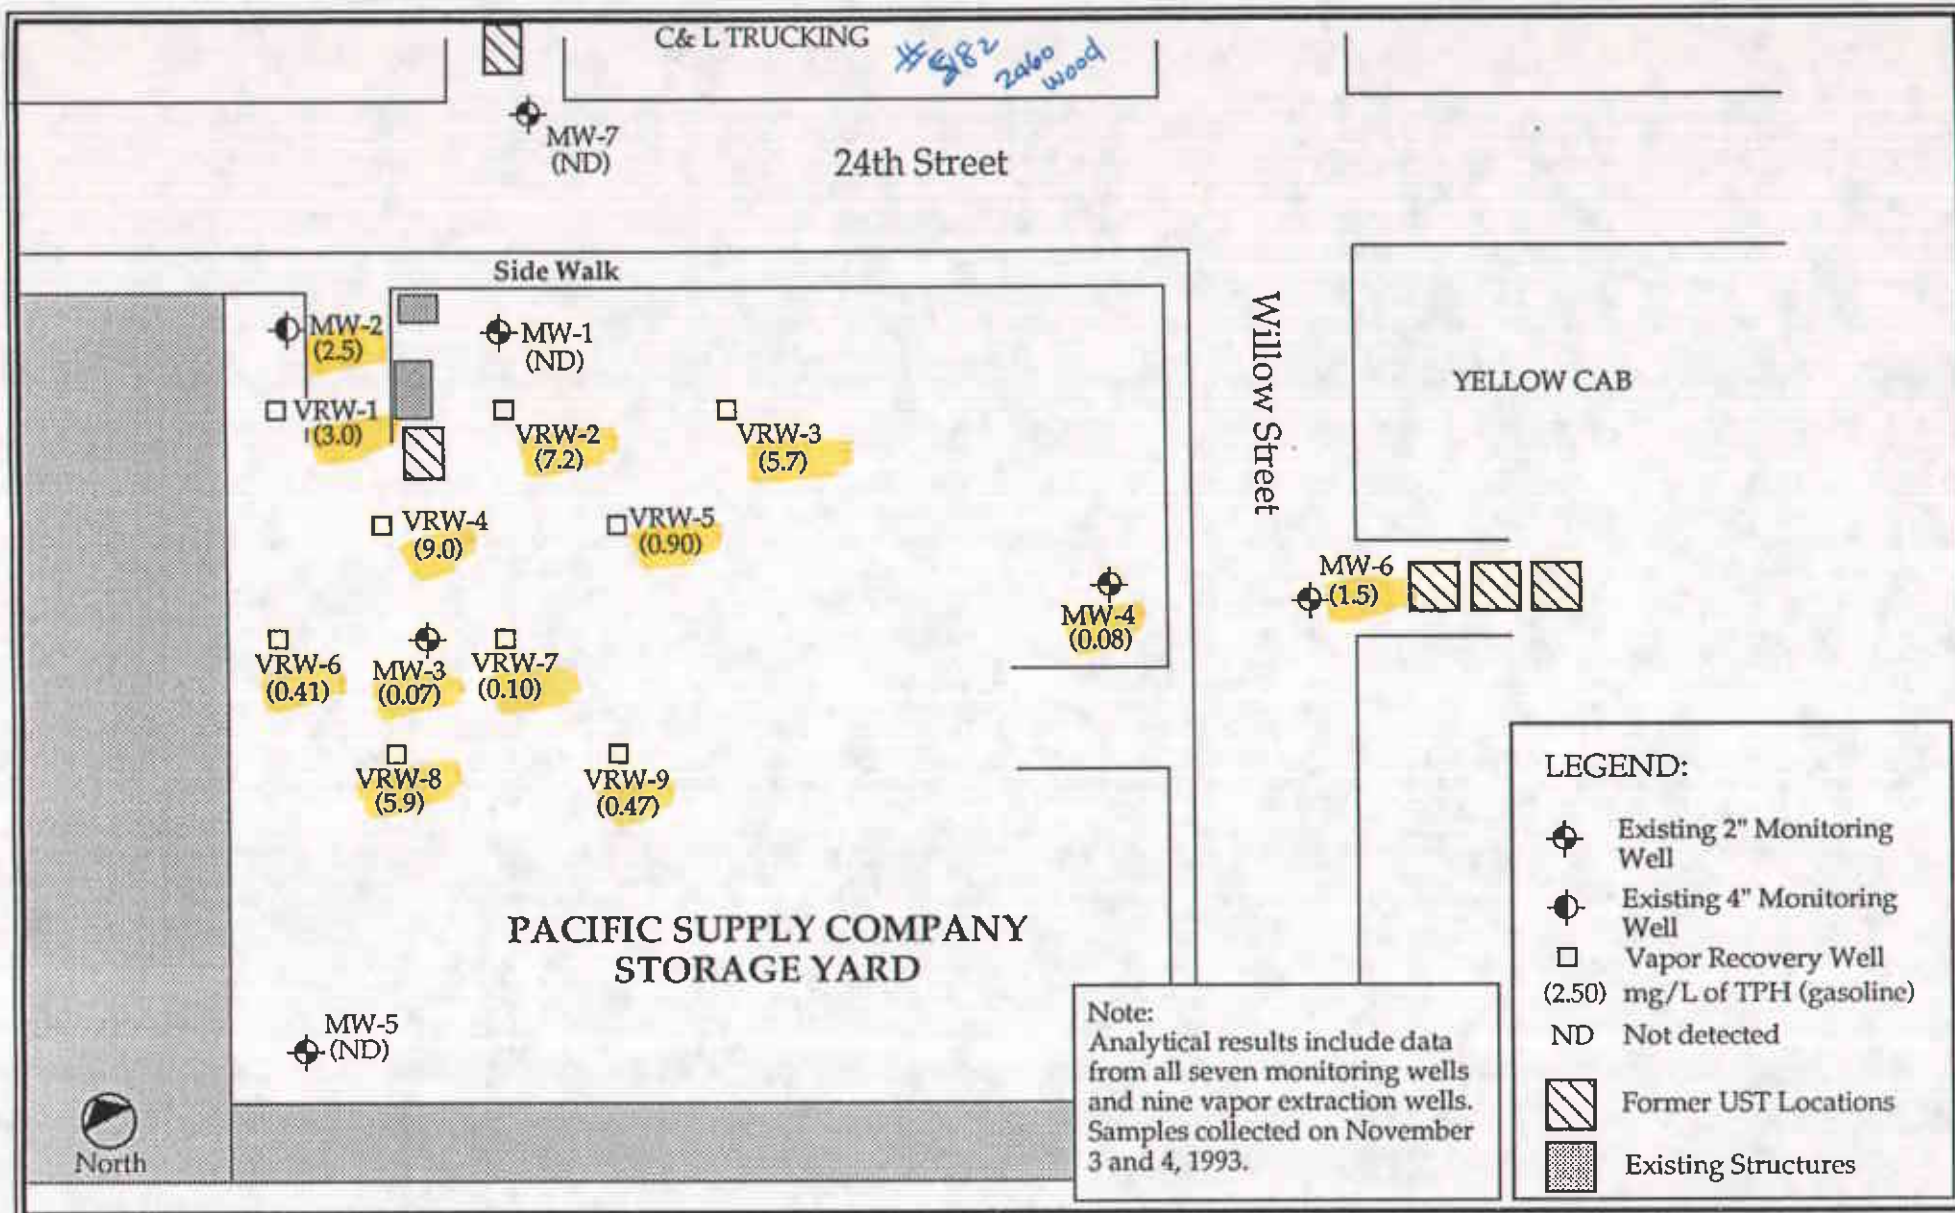 C& L TRUCKING
#5182
2460
wood
MW-7
(ND)
24th Street
Side Walk
MW-2
(2.5)
MW-1
(ND)
Willow Street
YELLOW CAB
VRW-1
(3.0)
VRW-2
(7.2)
VRW-3
(5.7)
VRW-4
(9.0)
VRW-5
(0.90)
MW-6
(1.5)
MW-4
(0.08)
VRW-6
(0.41)
MW-3
(0.07)
VRW-7
(0.10)
VRW-8
(5.9)
VRW-9
(0.47)
PACIFIC SUPPLY COMPANY
STORAGE YARD
MW-5
(ND)
North
Note:
Analytical results include data
from all seven monitoring wells
and nine vapor extraction wells.
Samples collected on November
3 and 4, 1993.
LEGEND:
Existing 2" Monitoring
Well
Existing 4" Monitoring
Well
Vapor Recovery Well
(2.50) mg/L of TPH (gasoline)
ND Not detected
Former UST Locations
Existing Structures